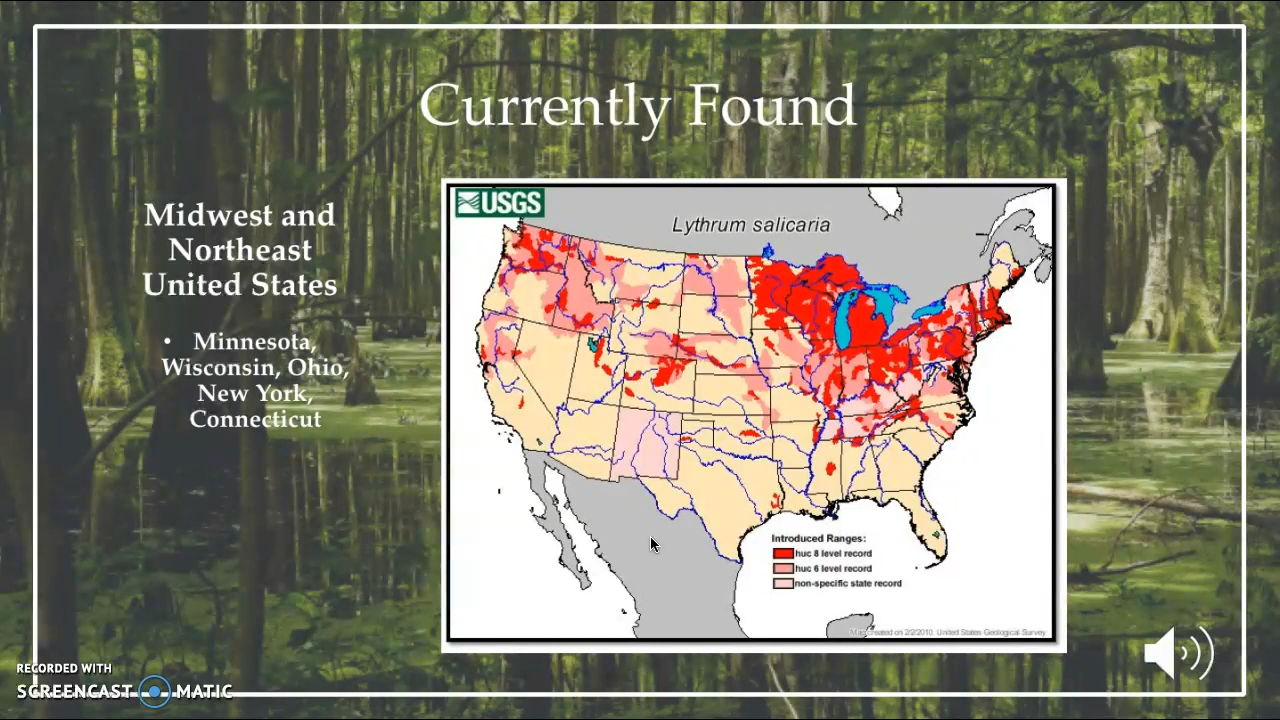 Currently Found
Midwest and
Northeast
United States
• Minnesota,
Wisconsin, Ohio,
New York,
Connecticut
USGS
Lythrum salicaria
Introduced Ranges:
huc 8 level record
huc 6 level record
non-specific state record
Map created on 2/2/2010. United States Geological Survey
RECORDED WITH
SCREENCAST MATIC